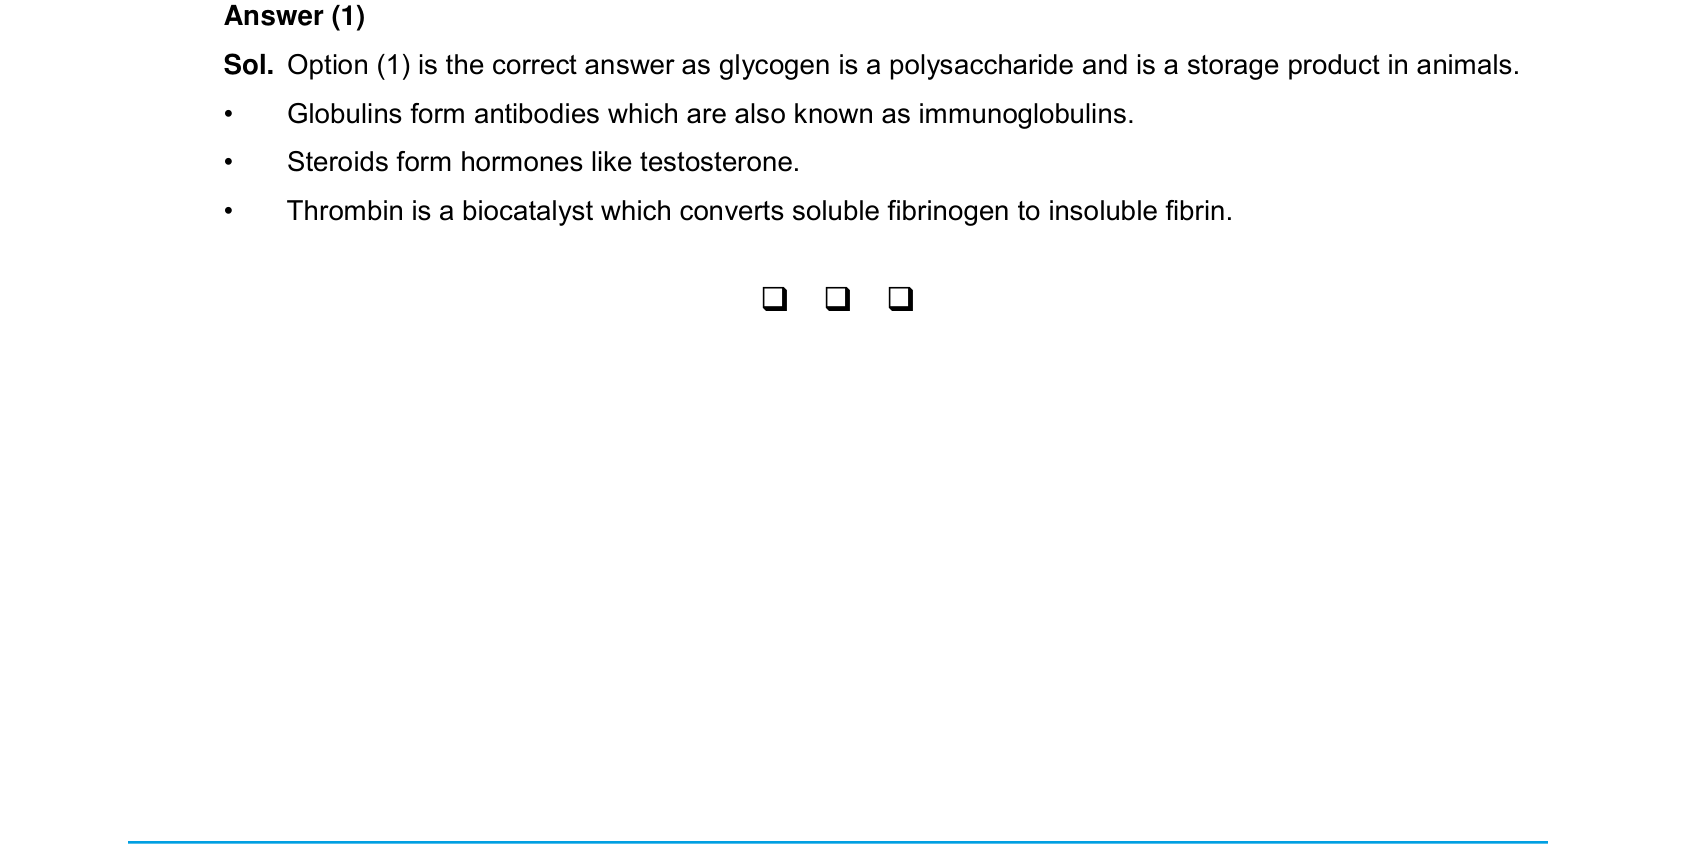 Answer (1)
Sol. Option (1) is the correct answer as glycogen is a polysaccharide and is a storage product in animals.
• Globulins form antibodies which are also known as immunoglobulins.
• Steroids form hormones like testosterone.
• Thrombin is a biocatalyst which converts soluble fibrinogen to insoluble fibrin.
❑ ❑ ❑